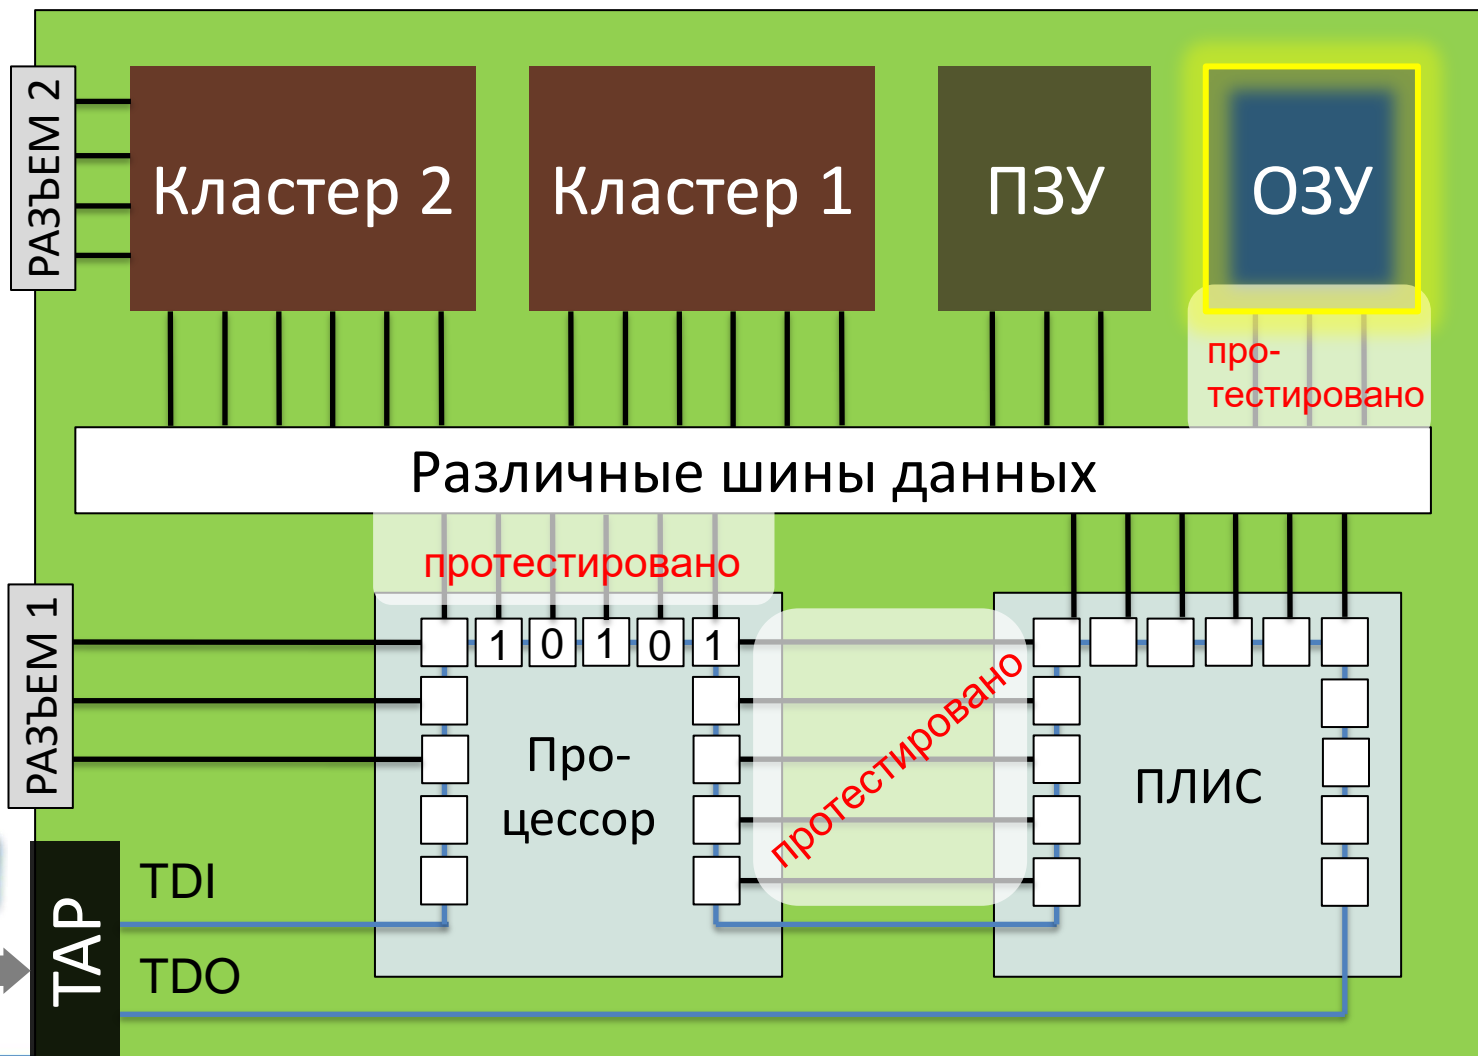 РАЗЪЕМ 2
Кластер 2
Кластер 1
ПЗУ
ОЗУ
про-
тестировано
Различные шины данных
протестировано
РАЗЪЕМ 1
1 0 1 0 1
протестировано
Про-
цессор
ПЛИС
TAP
TDI
TDO